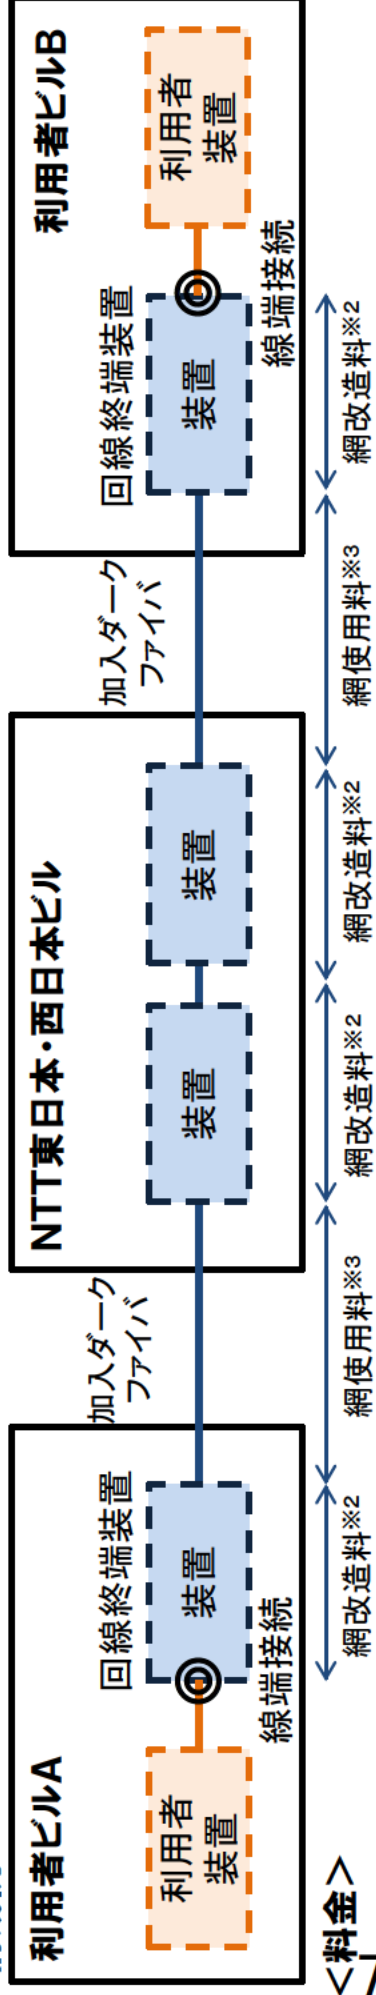 利用者ビルA
利用者
装置
線端接続
回線終端装置
装置
加入ダーク
ファイバ
NTT東日本・西日本ビル
装置
装置
加入ダーク
ファイバ
利用者ビルB
回線終端装置
装置
線端接続
利用者
装置
＜料金＞
網改造料※2
網使用料※3
網改造料※2
網改造料※2
網使用料※3
網改造料※2